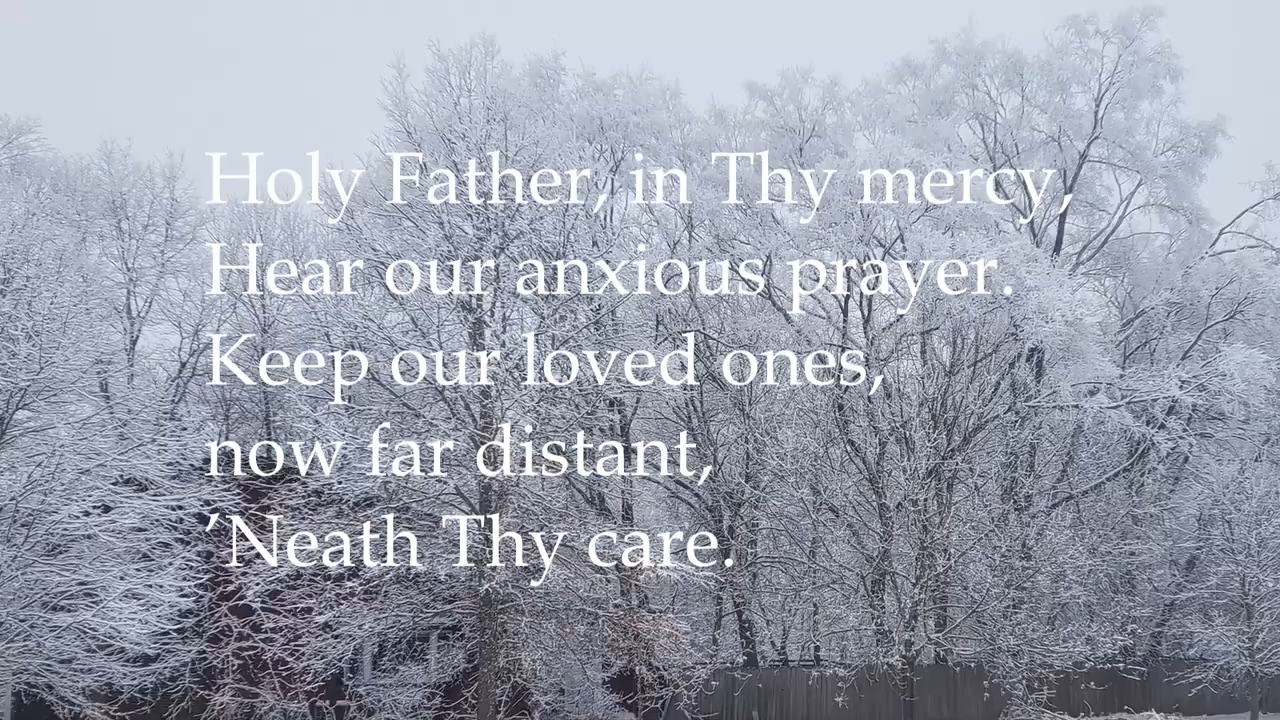 Holy Father, in Thy mercy,
Hear our anxious prayer.
Keep our loved ones,
now far distant,
’Neath Thy care.